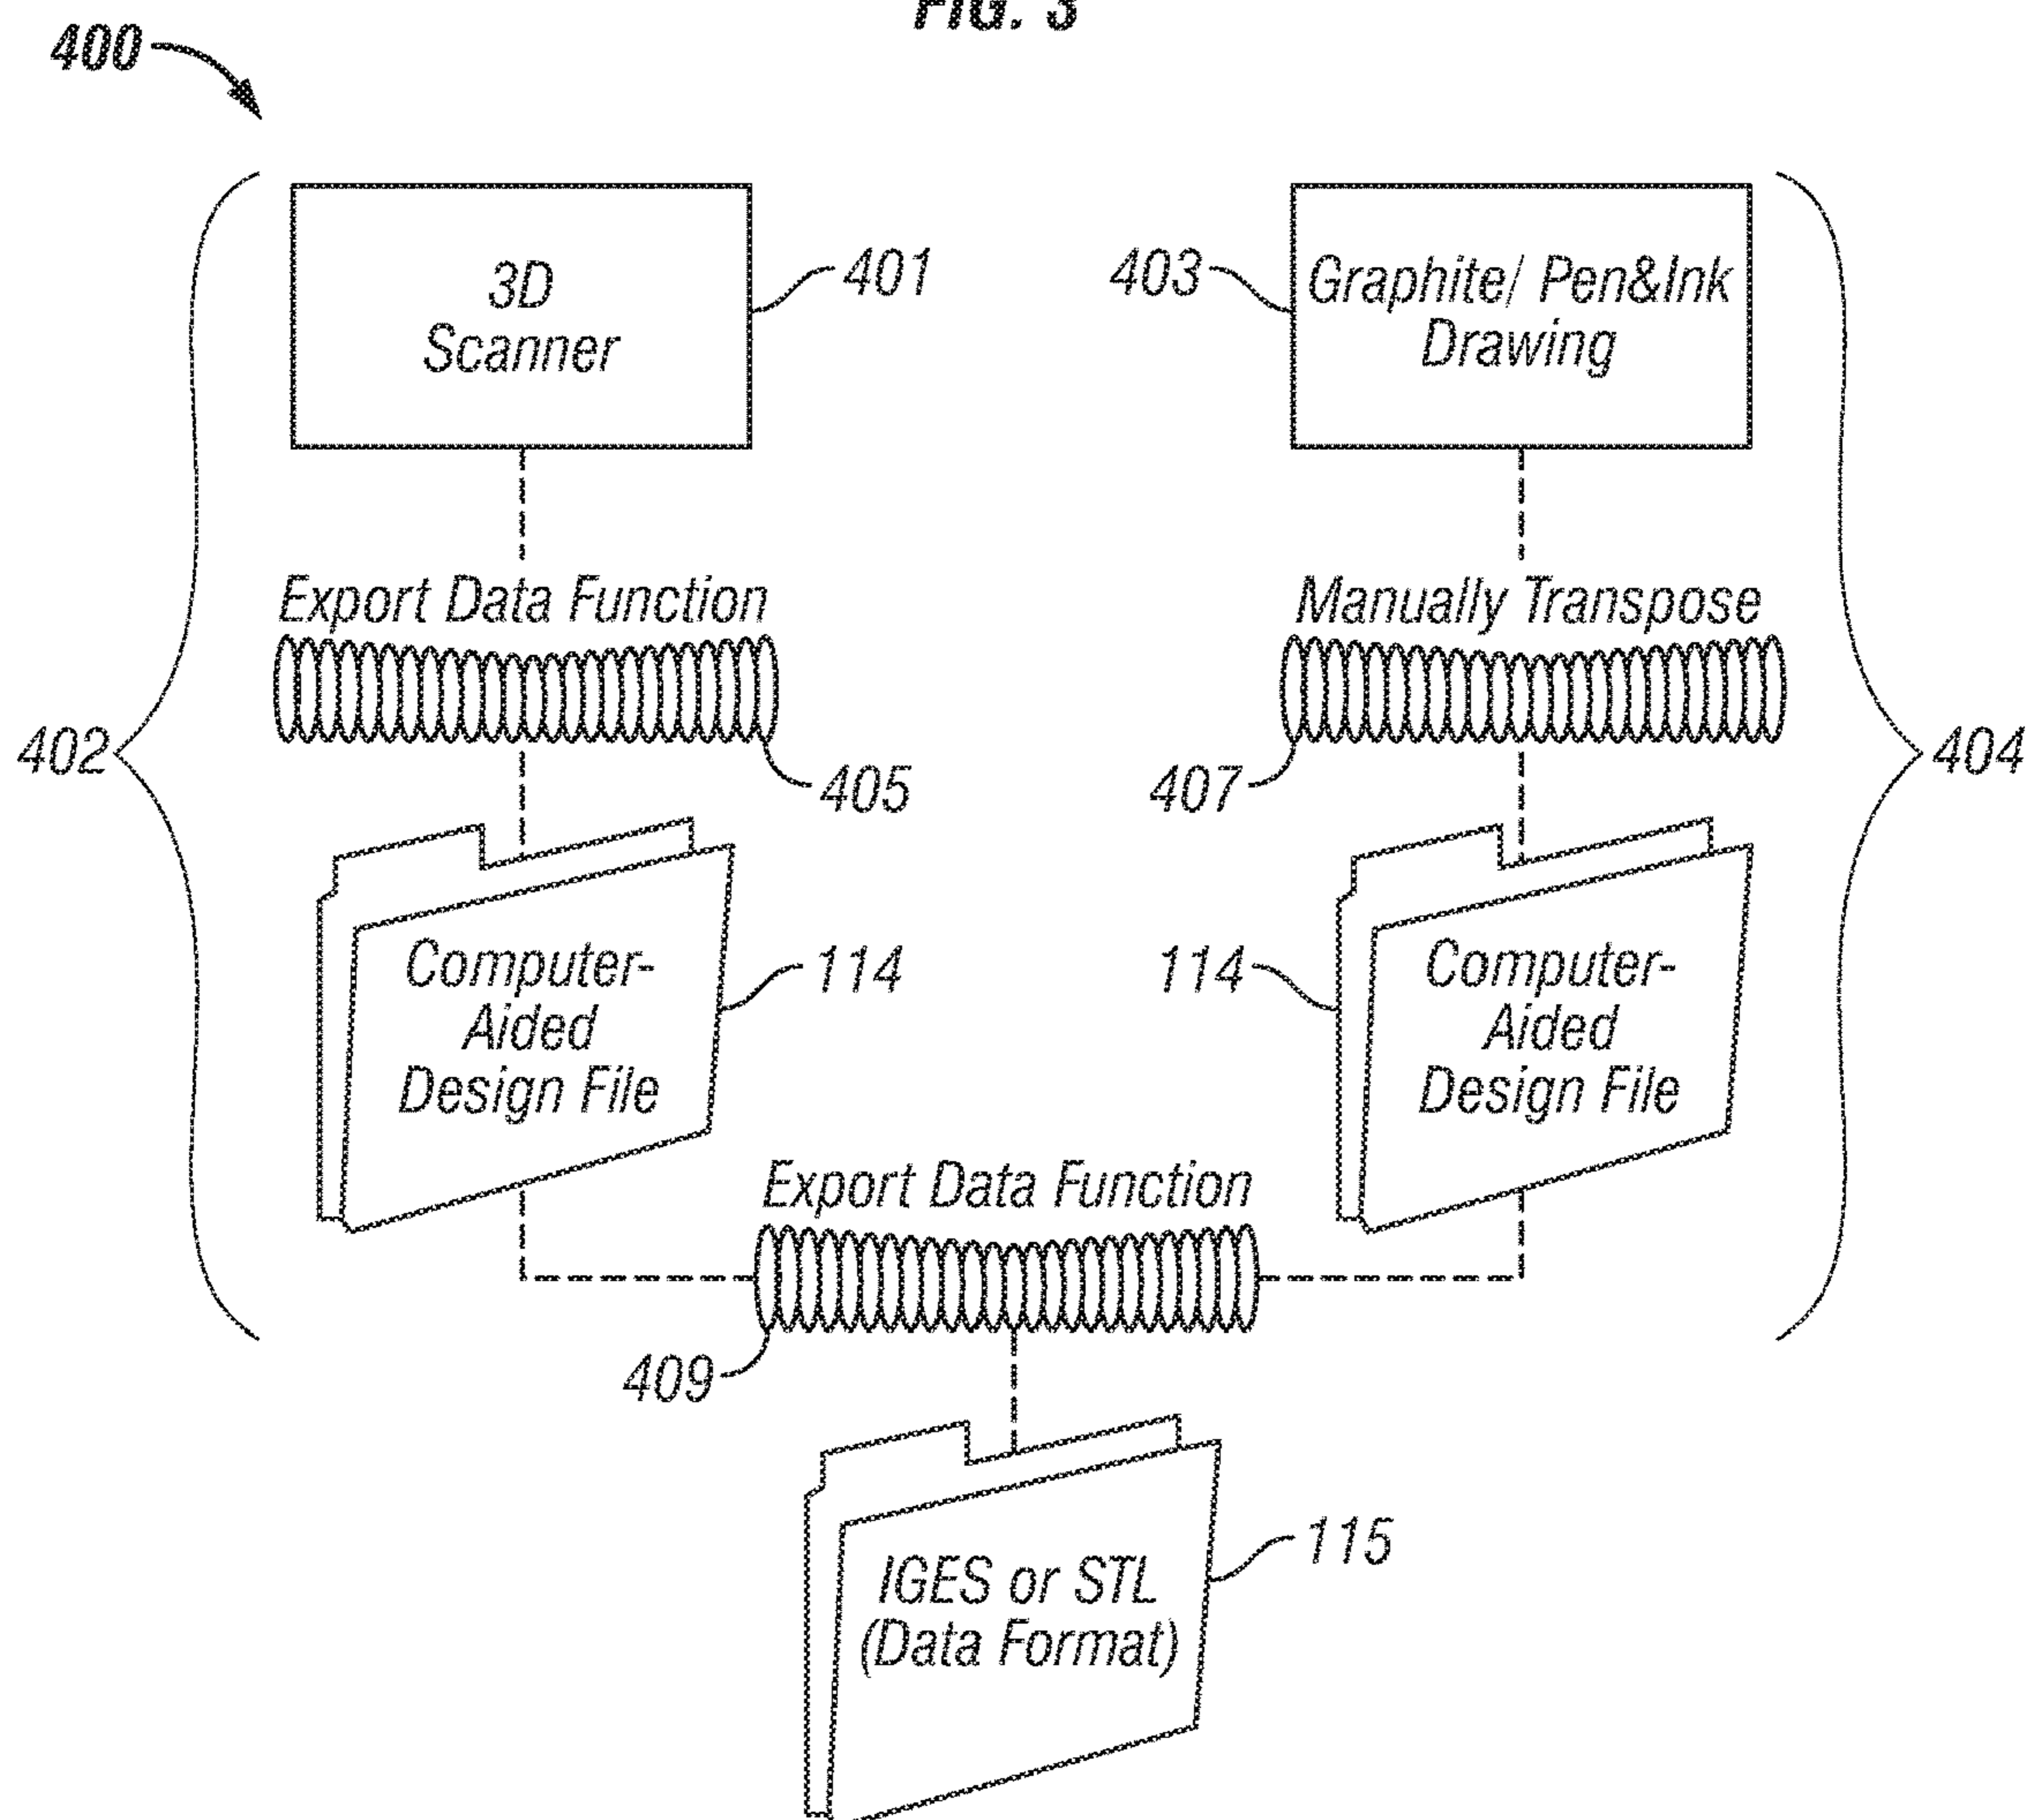 FIG. 3
400
3D
Scanner
401
403
Graphite/ Pen&Ink
Drawing
Export Data Function
Manually Transpose
402
405
407
404
Computer-
Aided
Design File
114
114
Computer-
Aided
Design File
Export Data Function
409
IGES or STL
(Data Format)
115